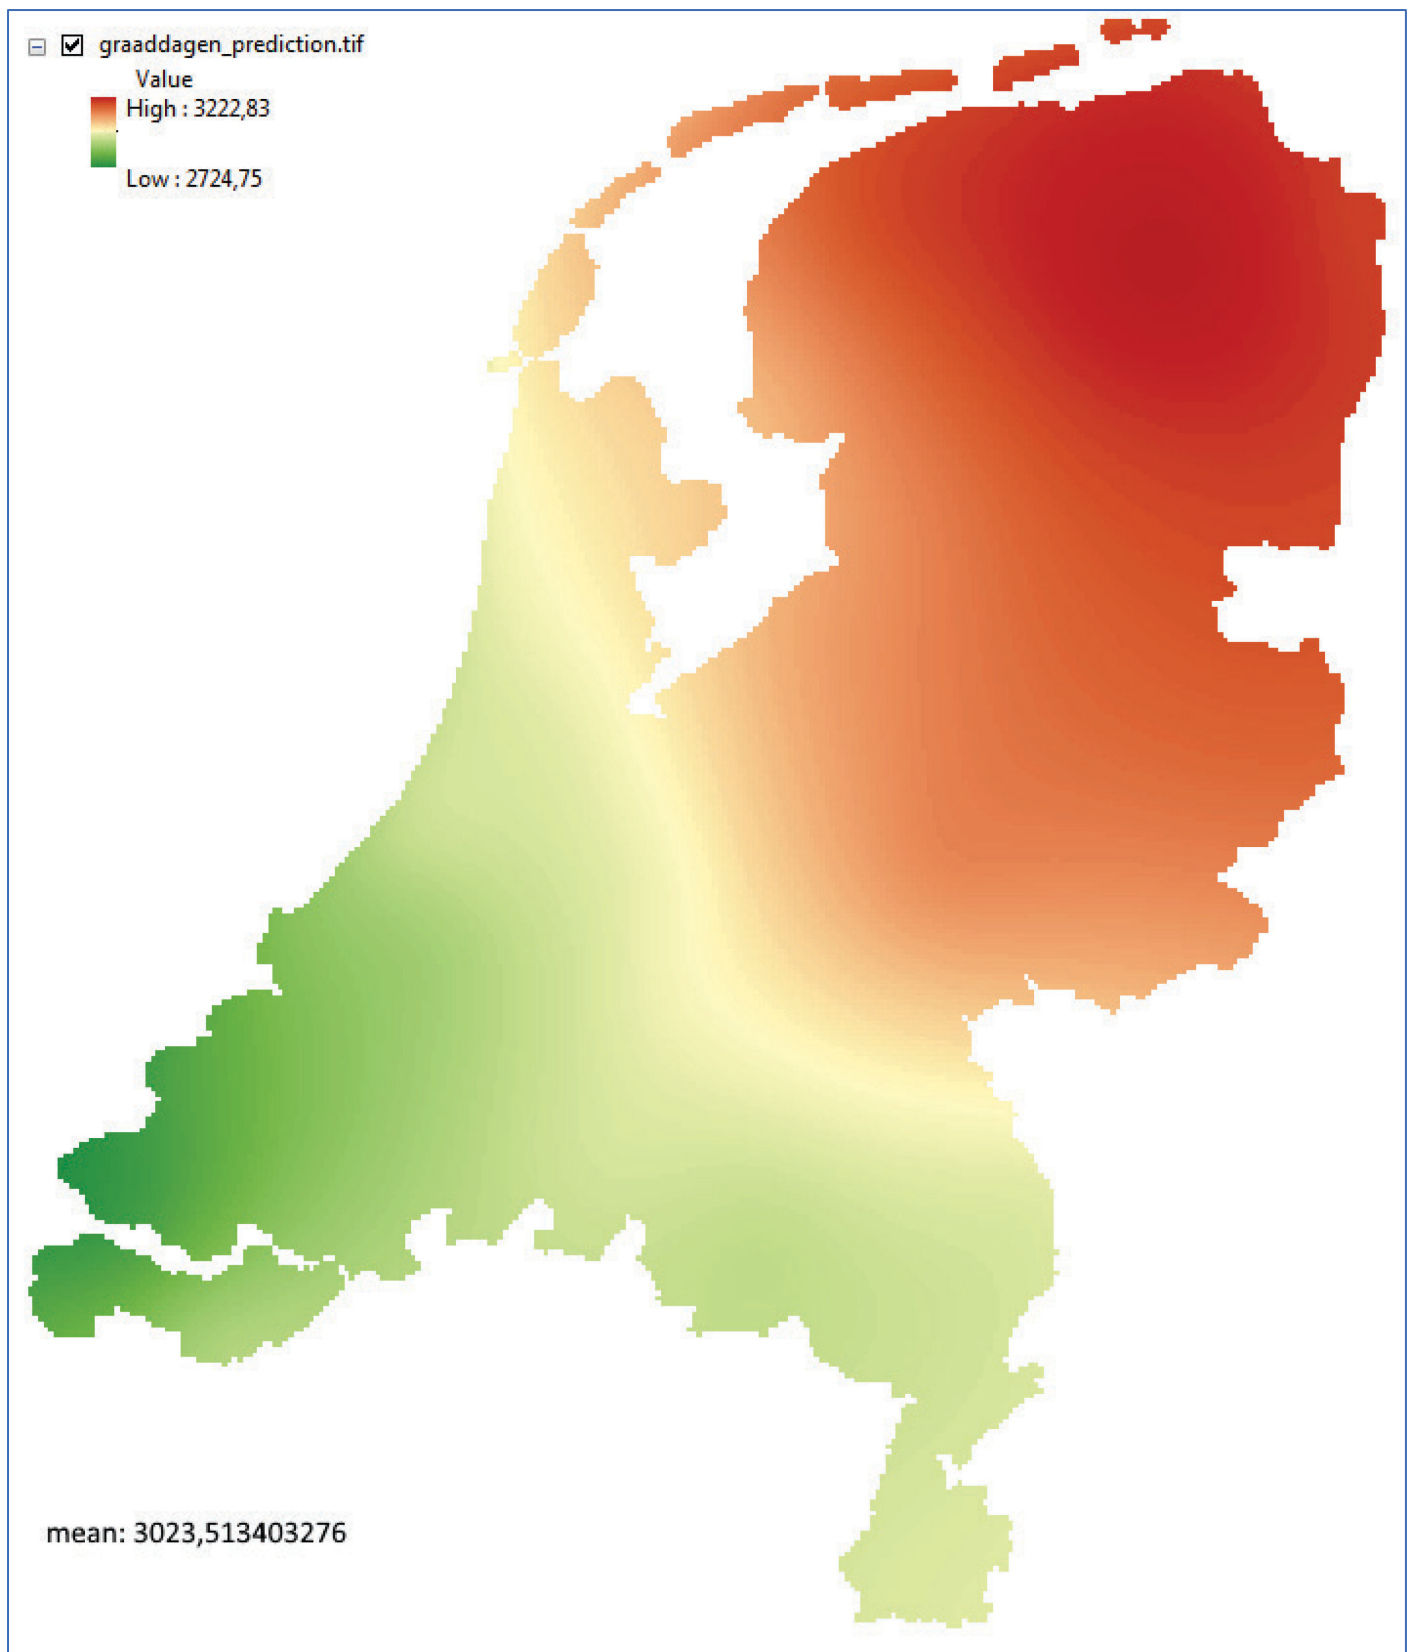 graaddagen_prediction.tif
Value
High : 3222,83
Low : 2724,75
mean: 3023,513403276